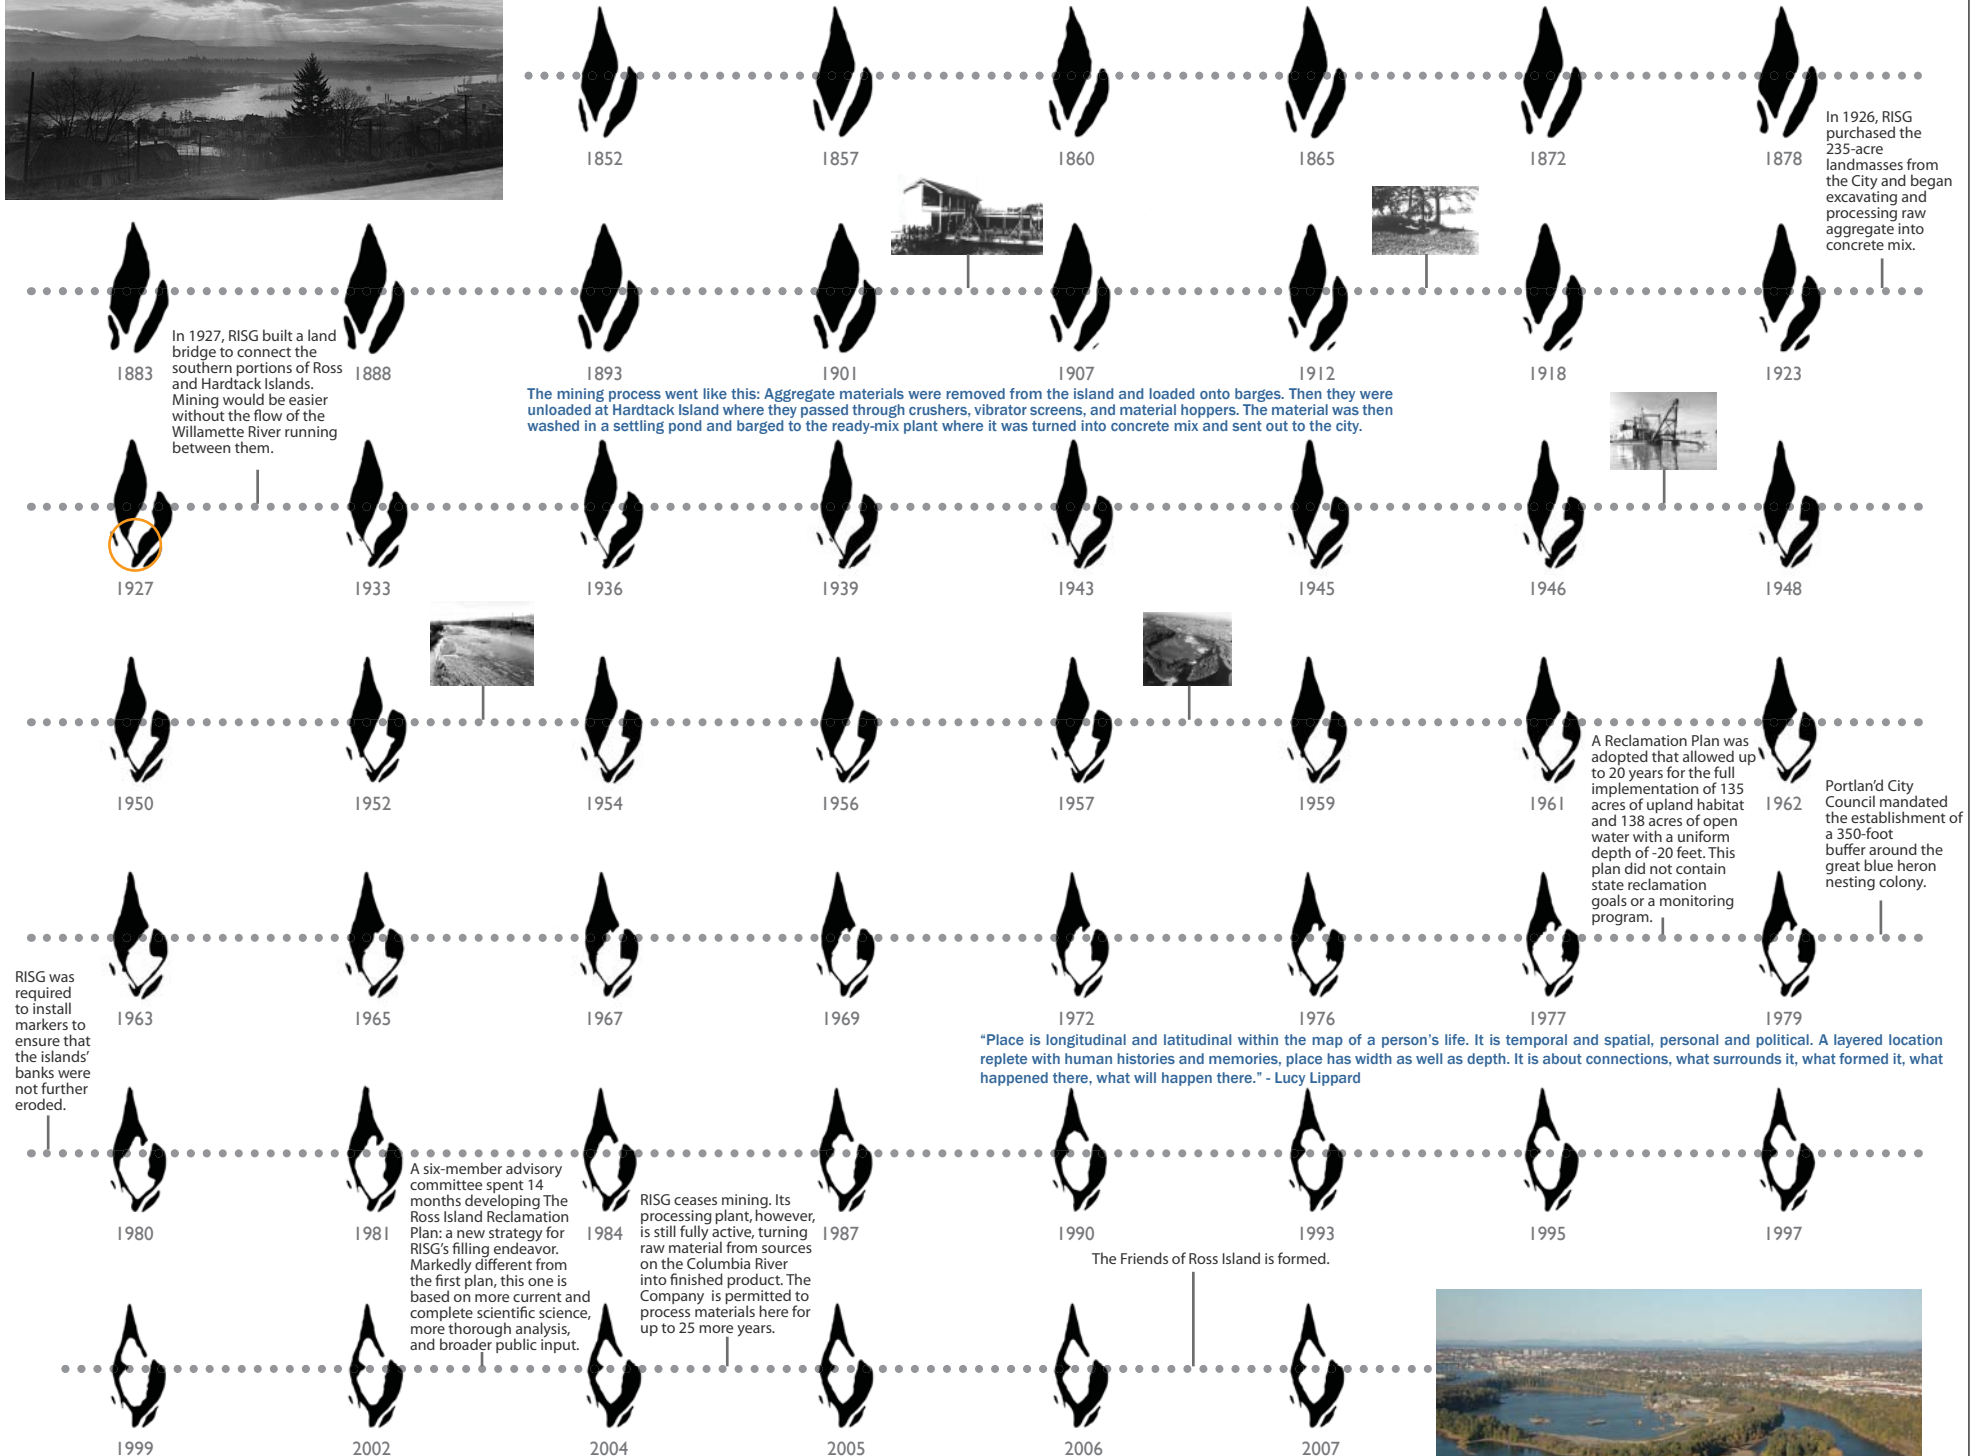 1852
1857
1860
1865
1872
1878
In 1926, RISG
purchased the
235-acre
landmasses from
the City and began
excavating and
processing raw
aggregate into
concrete mix.
1883
1888
1893
1901
1907
1912
1918
1923
In 1927, RISG built a land
bridge to connect the
southern portions of Ross
and Hardtack Islands.
Mining would be easier
without the flow of the
Willamette River running
between them.
The mining process went like this: Aggregate materials were removed from the island and loaded onto barges. Then they were
unloaded at Hardtack Island where they passed through crushers, vibrator screens, and material hoppers. The material was then
washed in a settling pond and barged to the ready-mix plant where it was turned into concrete mix and sent out to the city.
1927
1933
1936
1939
1943
1945
1946
1948
1950
1952
1954
1956
1957
1959
1961
1962
A Reclamation Plan was
adopted that allowed up
to 20 years for the full
implementation of 135
acres of upland habitat
and 138 acres of open
water with a uniform
depth of -20 feet. This
plan did not contain
state reclamation
goals or a monitoring
program.
Portlan'd City
Council mandated
the establishment of
a 350-foot
buffer around the
great blue heron
nesting colony.
1963
1965
1967
1969
1972
1976
1977
1979
RISG was
required
to install
markers to
ensure that
the islands'
banks were
not further
eroded.
“Place is longitudinal and latitudinal within the map of a person’s life. It is temporal and spatial, personal and political. A layered location
replete with human histories and memories, place has width as well as depth. It is about connections, what surrounds it, what formed it, what
happened there, what will happen there.” - Lucy Lippard
1980
1981
1984
1987
1990
1993
1995
1997
A six-member advisory
committee spent 14
months developing The
Ross Island Reclamation
Plan: a new strategy for
RISG's filling endeavor.
Markedly different from
the first plan, this one is
based on more current and
complete scientific science,
more thorough analysis,
and broader public input.
RISG ceases mining. Its
processing plant, however,
is still fully active, turning
raw material from sources
on the Columbia River
into finished product. The
Company is permitted to
process materials here for
up to 25 more years.
The Friends of Ross Island is formed.
1999
2002
2004
2005
2006
2007